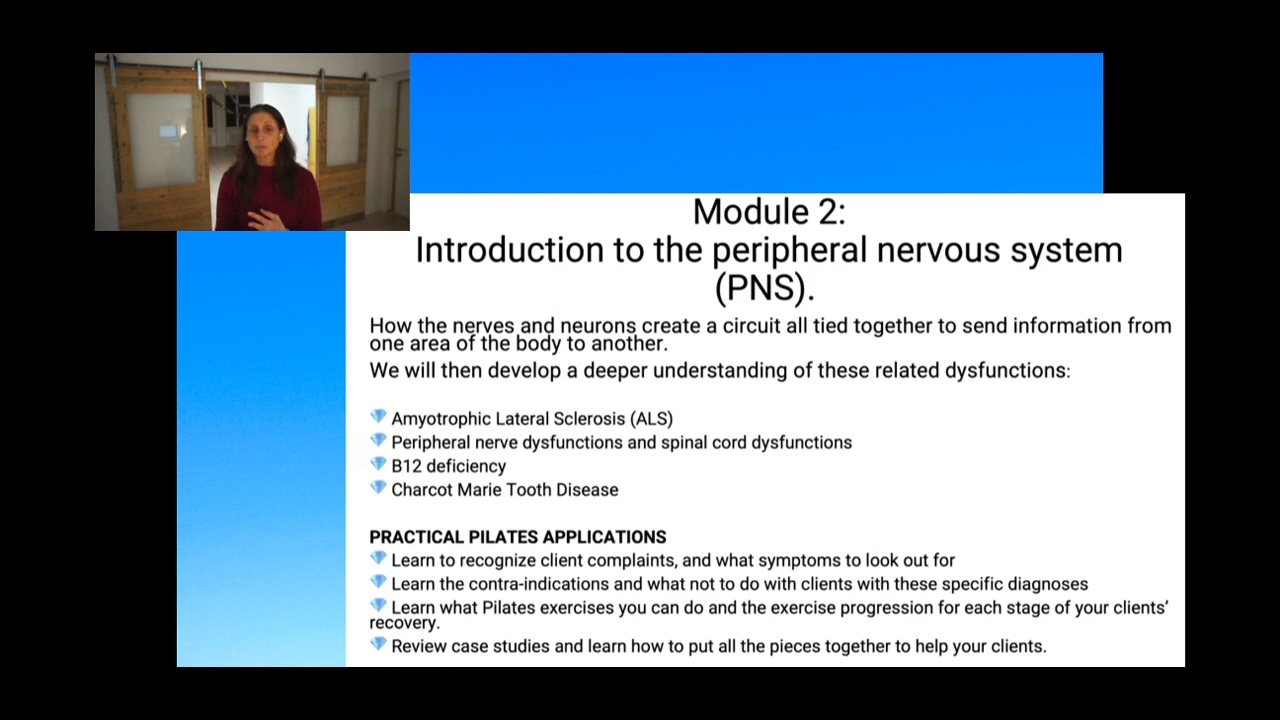 Module 2:
Introduction to the peripheral nervous system
(PNS).
How the nerves and neurons create a circuit all tied together to send information from
one area of the body to another.
We will then develop a deeper understanding of these related dysfunctions:
Amyotrophic Lateral Sclerosis (ALS)
Peripheral nerve dysfunctions and spinal cord dysfunctions
B12 deficiency
Charcot Marie Tooth Disease
PRACTICAL PILATES APPLICATIONS
Learn to recognize client complaints, and what symptoms to look out for
Learn the contra-indications and what not to do with clients with these specific diagnoses
Learn what Pilates exercises you can do and the exercise progression for each stage of your clients’
recovery.
Review case studies and learn how to put all the pieces together to help your clients.